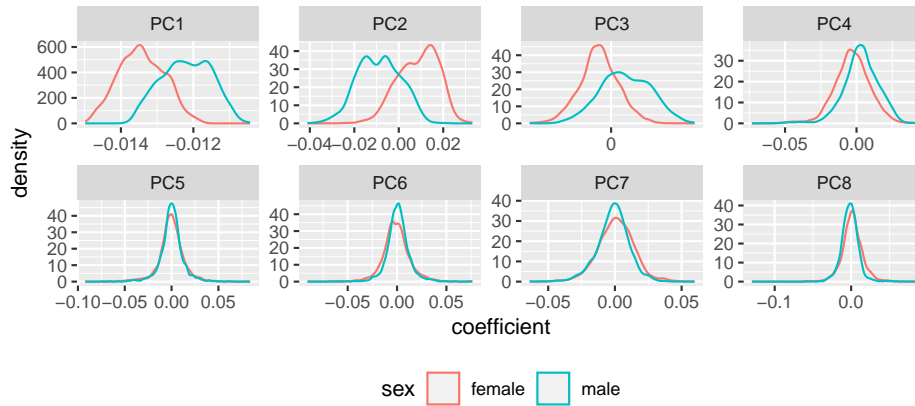 PC1 PC2 PC3 PC4
600 40 40 40
400 30 30 30
200 20 20 20
0 10 10 10
0 0 0
−0.014 −0.012 −0.04 −0.02 0.00 0.02 0 −0.05 0.00
density
PC5 PC6 PC7 PC8
40 40 40 40
30 30 30 30
20 20 20 20
10 10 10 10
0 0 0 0
−0.10 −0.05 0.00 0.05 −0.05 0.00 0.05 −0.05 0.00 0.05 −0.1 0.0
coefficient
sex female male